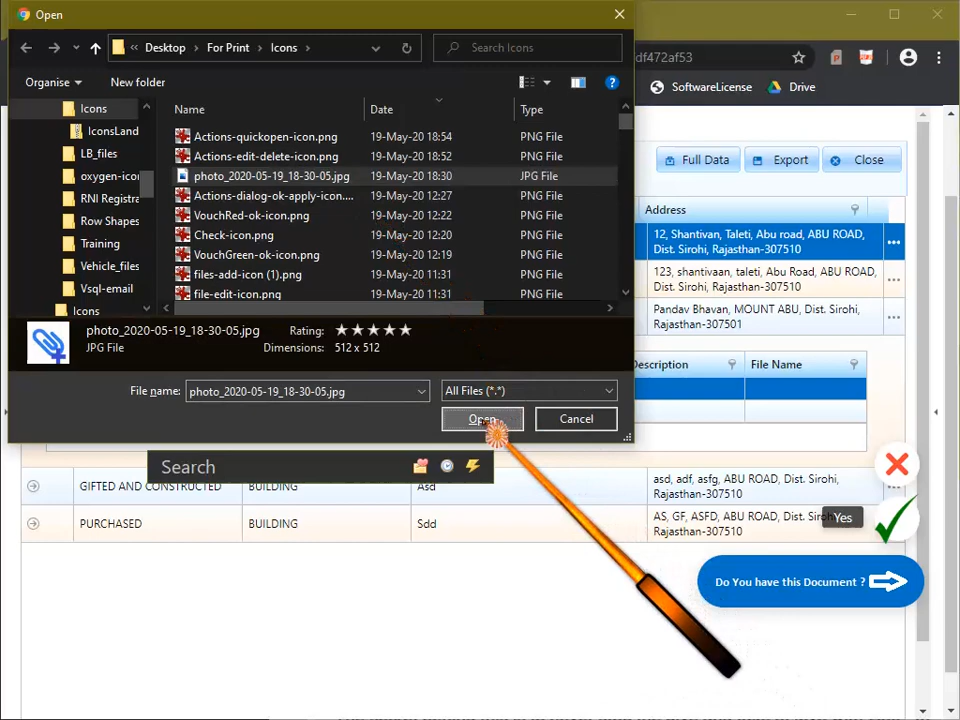 Open
Desktop
For Print
Icons
Search Icons
df472af53
Organise
New folder
SoftwareLicense
Drive
Icons
IconsLand
LB_files
oxygen-ico
RNI Registra
Row Shapes
Training
Vehicle_files
Vsql-email
Icons
Name
Date
Type
Actions-quickopen-icon.png
19-May-20 18:54
PNG File
Actions-edit-delete-icon.png
19-May-20 18:52
PNG File
photo_2020-05-19_18-30-05.jpg
19-May-20 18:30
JPG File
Actions-dialog-ok-apply-icon....
19-May-20 12:27
PNG File
VouchRed-ok-icon.png
19-May-20 12:22
PNG File
Check-icon.png
19-May-20 12:20
PNG File
VouchGreen-ok-icon.png
19-May-20 12:19
PNG File
files-add-icon (1).png
19-May-20 11:31
PNG File
file-edit-icon.png
19-May-20 11:31
PNG File
photo_2020-05-19_18-30-05.jpg
JPG File
Rating:
Dimensions: 512 x 512
File name:
photo_2020-05-19_18-30-05.jpg
All Files (*.*)
Open
Cancel
Full Data
Export
Close
Address
12, Shantivan, Taleti, Abu road, ABU ROAD,
Dist. Sirohi, Rajasthan-307510
123, shantivaan, taleti, Abu Road, ABU ROAD,
Dist. Sirohi, Rajasthan-307510
Pandav Bhavan, MOUNT ABU, Dist. Sirohi,
Rajasthan-307501
Description
File Name
Search
GIFTED AND CONSTRUCTED
BUILDING
Asd
asd, adf, asfg, ABU ROAD, Dist. Sirohi,
Rajasthan-307510
PURCHASED
BUILDING
Sdd
AS, GF, ASFD, ABU ROAD, Dist. Sirohi,
Rajasthan-307510
Yes
Do You have this Document ?